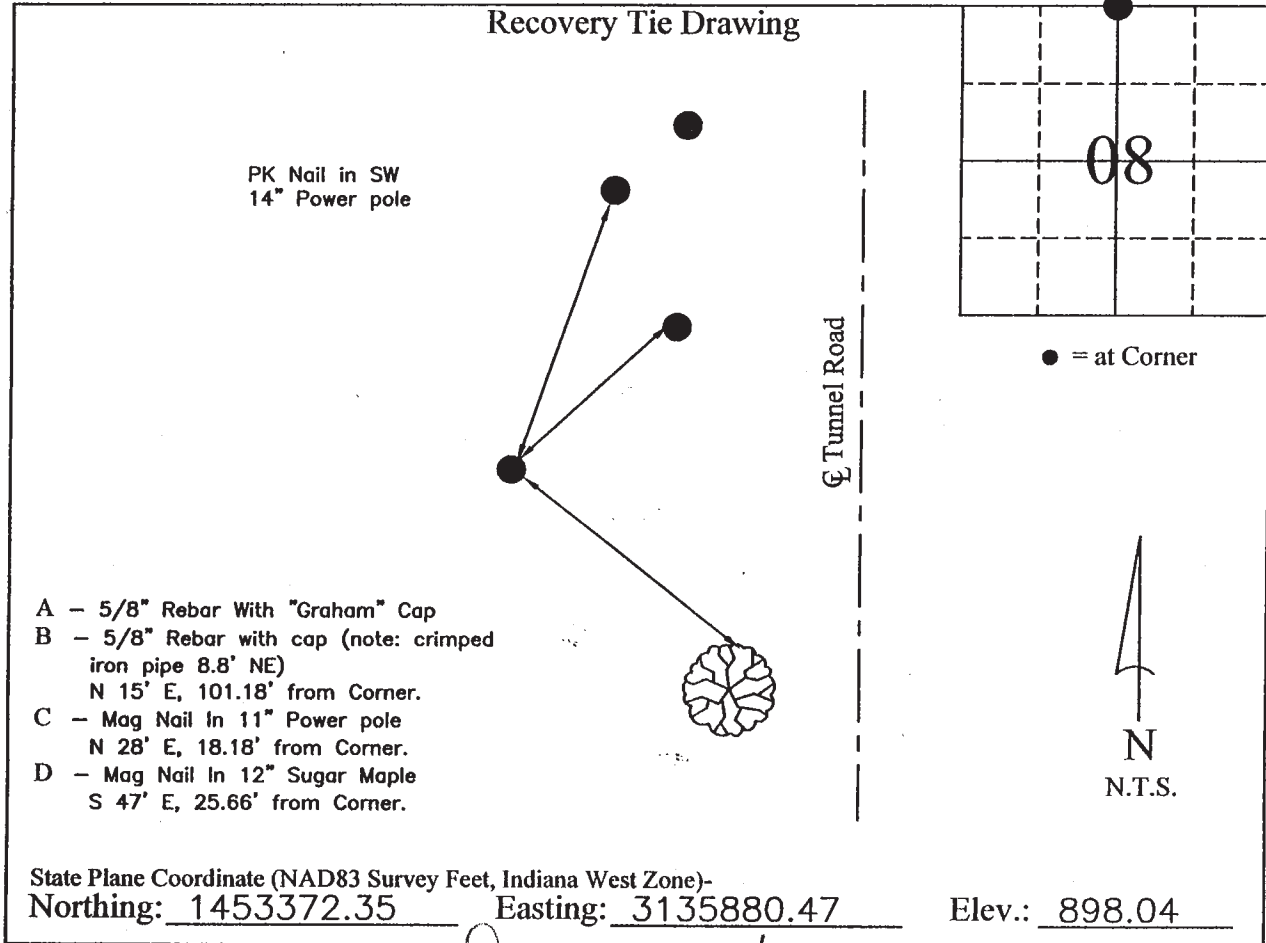 Recovery Tie Drawing
PK Nail in SW
14" Power pole
08
● = at Corner
℄ Tunnel Road
A - 5/8" Rebar With "Graham" Cap
B - 5/8" Rebar with cap (note: crimped
iron pipe 8.8' NE)
N 15' E, 101.18' from Corner.
C - Mag Nail In 11" Power pole
N 28' E, 18.18' from Corner.
D - Mag Nail In 12" Sugar Maple
S 47' E, 25.66' from Corner.
N
N.T.S.
State Plane Coordinate (NAD83 Survey Feet, Indiana West Zone)-
Northing: 1453372.35 Easting: 3135880.47 Elev.: 898.04